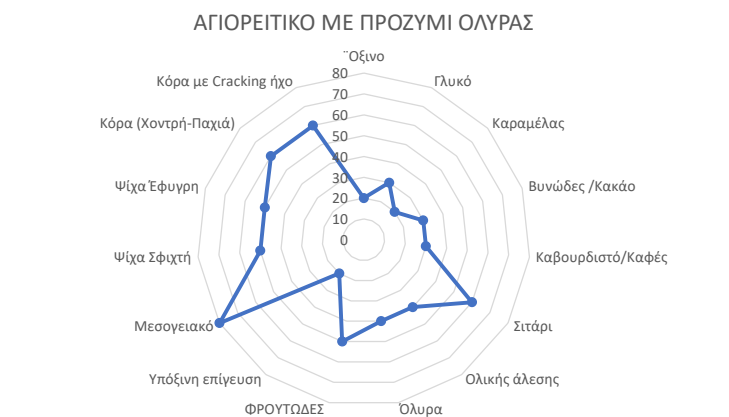 ΑΓΙΟΡΕΙΤΙΚΟ ΜΕ ΠΡΟΖΥΜΙ ΟΛΥΡΑΣ
Όξινο
Γλυκό
Καραμέλας
Βυνώδες /Κακάο
Καβουρδιστό/Καφές
Σιτάρι
Ολικής άλεσης
Όλυρα
ΦΡΟΥΤΩΔΕΣ
Υπόξινη επίγευση
Μεσογειακό
Ψίχα Σφιχτή
Ψίχα Έφυγρη
Κόρα (Χοντρή-Παχιά)
Κόρα με Cracking ήχο
80
70
60
50
40
30
20
10
0